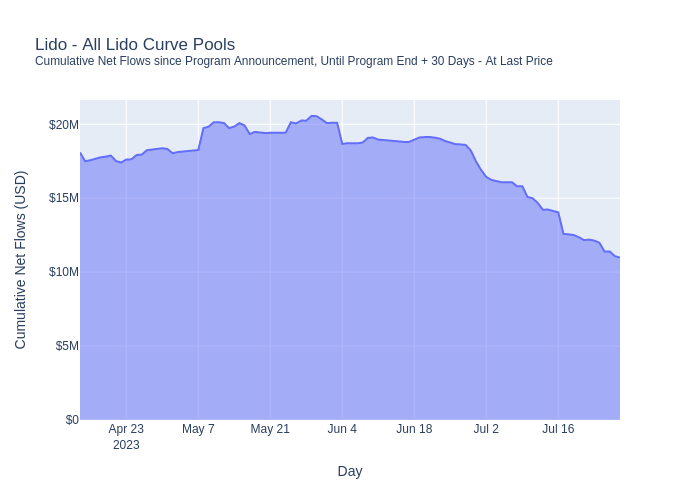 Lido - All Lido Curve Pools
Cumulative Net Flows since Program Announcement, Until Program End + 30 Days - At Last Price
Cumulative Net Flows (USD)
$20M
$15M
$10M
$5M
$0
Apr 23
2023
May 7
May 21
Jun 4
Jun 18
Jul 2
Jul 16
Day